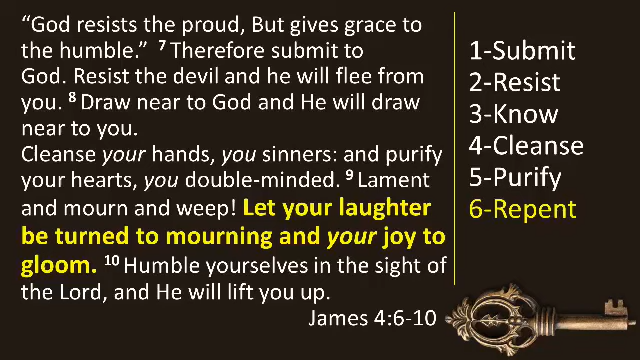 “God resists the proud, But gives grace to
the humble.” 7 Therefore submit to
God. Resist the devil and he will flee from
you. 8 Draw near to God and He will draw
near to you.
Cleanse your hands, you sinners: and purify
your hearts, you double-minded. 9 Lament
and mourn and weep! Let your laughter
be turned to mourning and your joy to
gloom. 10 Humble yourselves in the sight of
the Lord, and He will lift you up.
James 4:6-10
1-Submit
2-Resist
3-Know
4-Cleanse
5-Purify
6-Repent